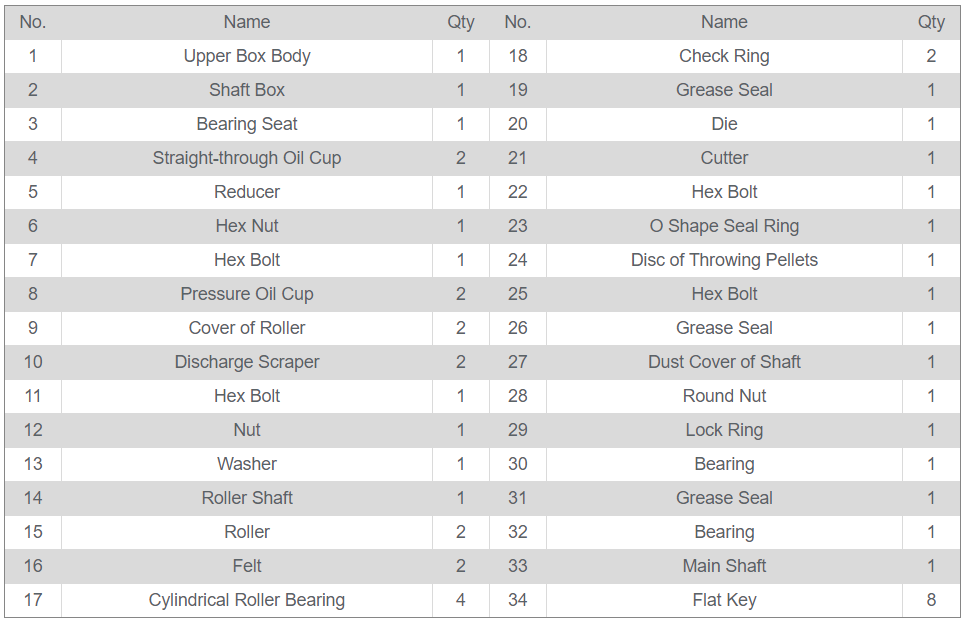 No. Name Qty No. Name Qty
1 Upper Box Body 1 18 Check Ring 2
2 Shaft Box 1 19 Grease Seal 1
3 Bearing Seat 1 20 Die 1
4 Straight-through Oil Cup 2 21 Cutter 1
5 Reducer 1 22 Hex Bolt 1
6 Hex Nut 1 23 O Shape Seal Ring 1
7 Hex Bolt 1 24 Disc of Throwing Pellets 1
8 Pressure Oil Cup 2 25 Hex Bolt 1
9 Cover of Roller 2 26 Grease Seal 1
10 Discharge Scraper 2 27 Dust Cover of Shaft 1
11 Hex Bolt 1 28 Round Nut 1
12 Nut 1 29 Lock Ring 1
13 Washer 1 30 Bearing 1
14 Roller Shaft 1 31 Grease Seal 1
15 Roller 2 32 Bearing 1
16 Felt 2 33 Main Shaft 1
17 Cylindrical Roller Bearing 4 34 Flat Key 8